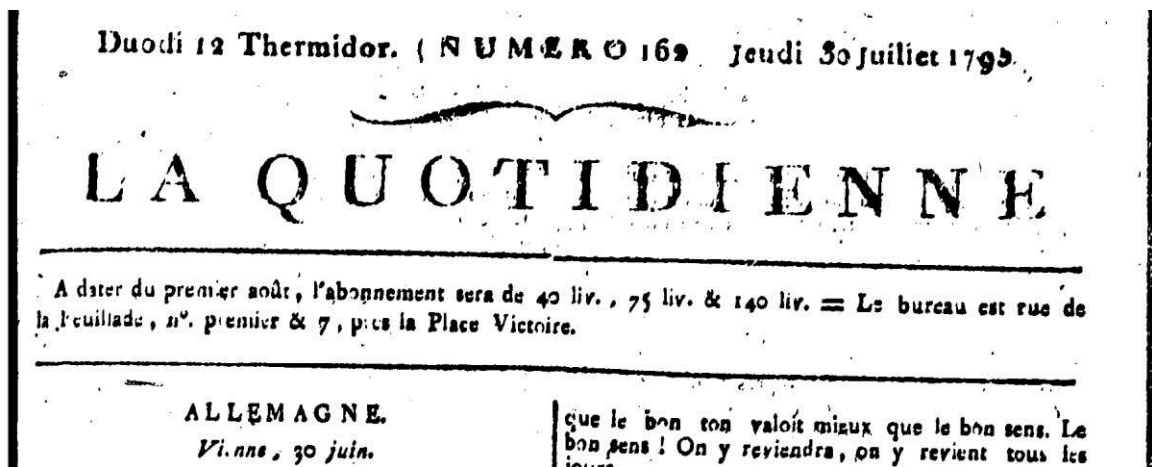 Duodi 12 Thermidor. ( NUMERO 162 Jeudi 30 Juillet 1795.
LA QUOTIDIENNE
A dater du premier août, l'abonnement sera de 40 liv., 75 liv. & 140 liv. = Le bureau est rue de
la Feuillade, n°. premier & 7, près la Place Victoire.
ALLEMAGNE.
Vienne, 30 juin.
que le bon ton valoit mieux que le bon sens. Le
bon sens ! On y reviendra, on y revient tous les
jours